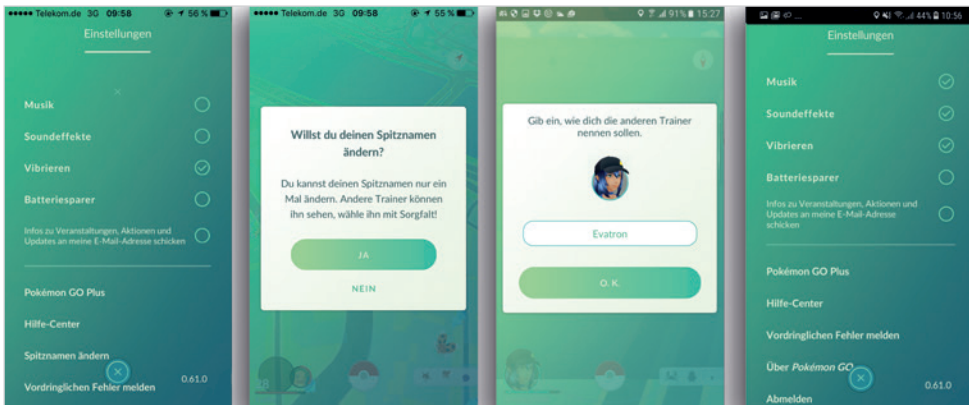 Telekom.de 3G 09:58 56 %
Einstellungen
Musik
Soundeffekte
Vibrieren
Batteriesparer
Infos zu Veranstaltungen, Aktionen und
Updates an meine E-Mail-Adresse schicken
Pokémon GO Plus
Hilfe-Center
Spitznamen ändern
Vordringlichen Fehler melden
0.61.0
Telekom.de 3G 09:58 55 %
Willst du deinen Spitznamen
ändern?
Du kannst deinen Spitznamen nur ein
Mal ändern. Andere Trainer können
ihn sehen, wähle ihn mit Sorgfalt!
JA
NEIN
91% 15:27
Gib ein, wie dich die anderen Trainer
nennen sollen.
Evatron
O. K.
... 44% 10:56
Einstellungen
Musik
Soundeffekte
Vibrieren
Batteriesparer
Infos zu Veranstaltungen, Aktionen und
Updates an meine E-Mail-Adresse
schicken
Pokémon GO Plus
Hilfe-Center
Vordringlichen Fehler melden
Über Pokémon GO
0.61.0
Abmelden